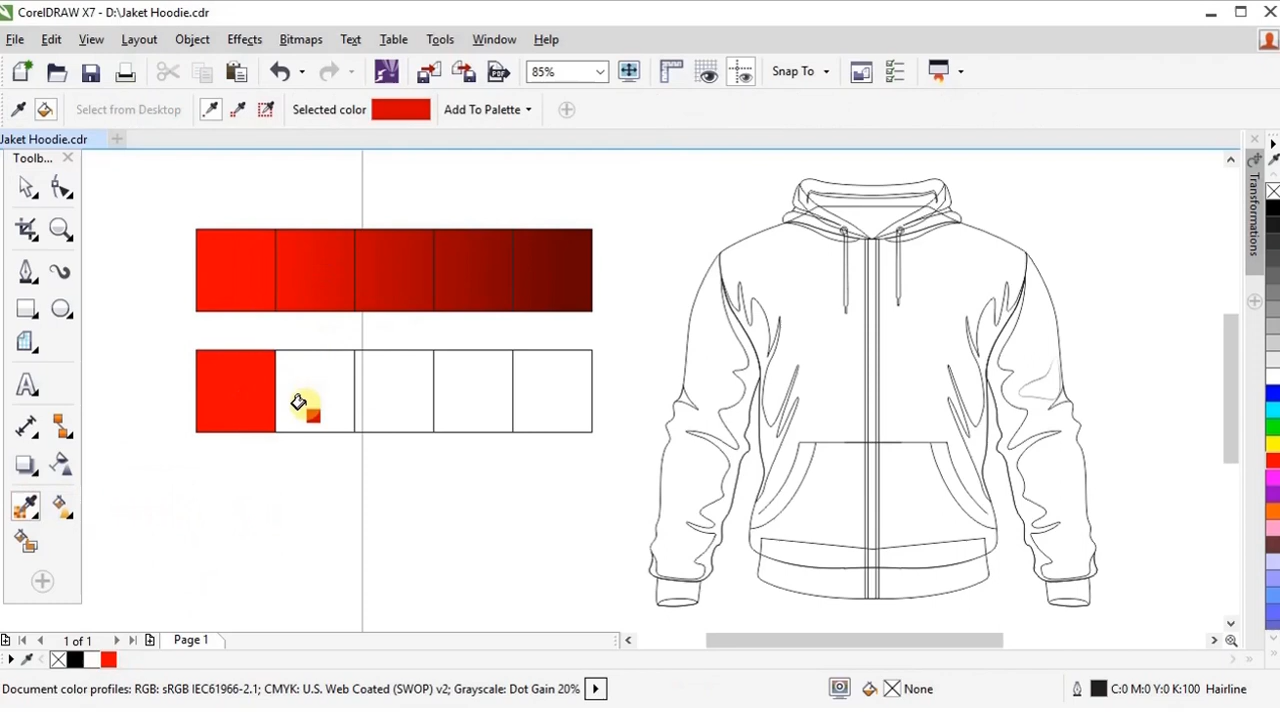 CorelDRAW X7 - D:\Jaket Hoodie.cdr
File Edit View Layout Object Effects Bitmaps Text Table Tools Window Help
PDF 85% Snap To
Select from Desktop Selected color Add To Palette
Jaket Hoodie.cdr
Toolb...
Transformations
A
1 of 1 Page 1
Document color profiles: RGB: sRGB IEC61966-2.1; CMYK: U.S. Web Coated (SWOP) v2; Grayscale: Dot Gain 20% None C:0 M:0 Y:0 K:100 Hairline